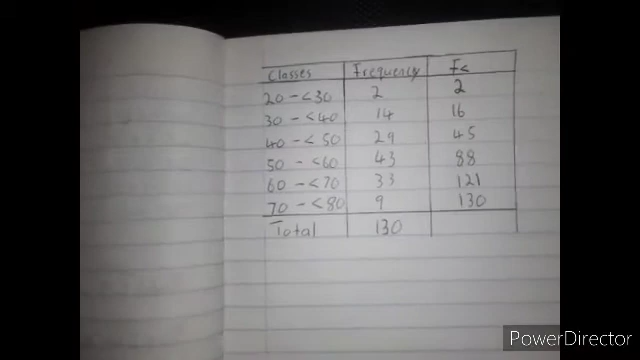 Classes Frequency F<
20 - <30 2 2
30 - <40 14 16
40 - <50 29 45
50 - <60 43 88
60 - <70 33 121
70 - <80 9 130
Total 130
PowerDirector